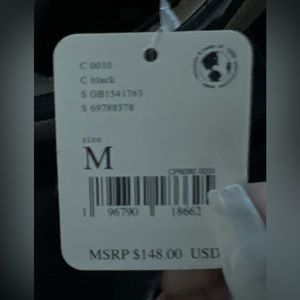 C 0010
C black
S OB1541763
S 69788578
size
M
1 96790 18662
MSRP $148.00 USD